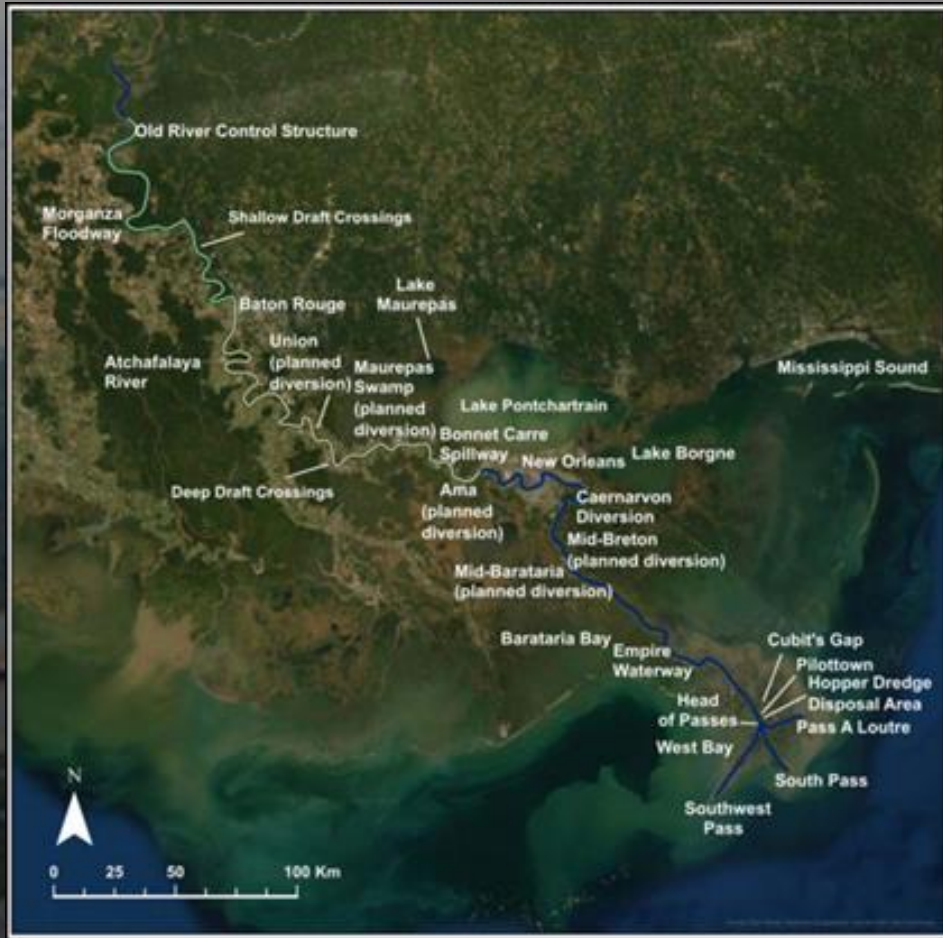 Old River Control Structure
Morganza
Floodway
Shallow Draft Crossings
Lake
Maurepas
Baton Rouge
Union
(planned
diversion)
Atchafalaya
River
Maurepas
Swamp
(planned
diversion)
Mississippi Sound
Lake Pontchartrain
Bonnet Carre
Spillway
New Orleans
Lake Borgne
Deep Draft Crossings
Ama
(planned
diversion)
Caernarvon
Diversion
Mid-Breton
(planned diversion)
Mid-Barataria
(planned diversion)
Barataria Bay
Empire
Waterway
Cubit's Gap
Pilottown
Hopper Dredge
Disposal Area
Head
of Passes
Pass A Loutre
West Bay
South Pass
Southwest
Pass
N
0 25 50 100 Km